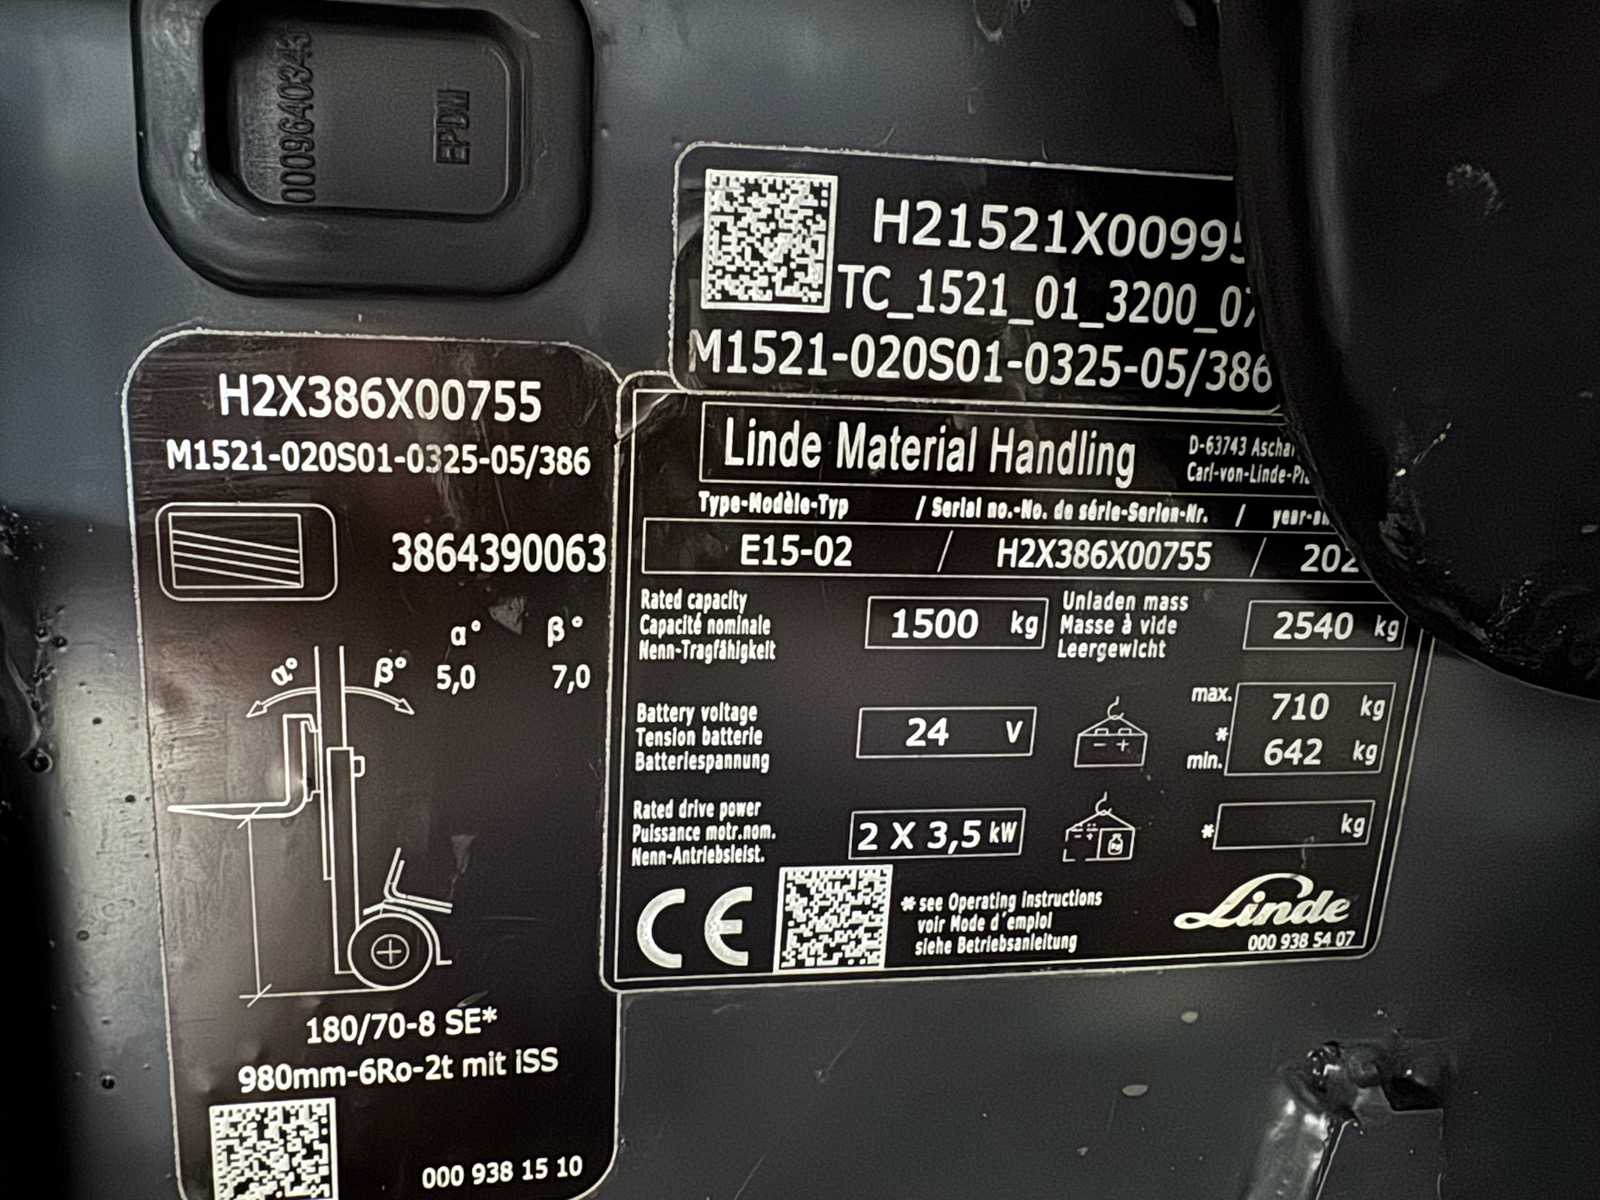 0009640343
EPDM
H21521X0099
TC_1521_01_3200_0
M1521-020S01-0325-05/386
H2X386X00755
M1521-020S01-0325-05/386
3864390063
α° β°
5,0 7,0
α° β°
180/70-8 SE*
980mm-6Ro-2t mit iSS
000 938 15 10
Linde Material Handling
D-63743
Carl-von-Linde-
Type-Modèle-Typ / Serial no.-No. de série-Serien-Nr. /
E15-02 / H2X386X00755 / 202
Rated capacity
Capacité nominale
Nenn-Tragfähigkeit
1500 kg
Unladen mass
Masse à vide
Leergewicht
2540 kg
Battery voltage
Tension batterie
Batteriespannung
24 V
max. 710 kg
*
min. 642 kg
Rated drive power
Puissance motr.nom.
Nenn-Antriebsleist.
2 X 3,5 kW
* kg
CE
* see Operating Instructions
voir Mode d'emploi
siehe Betriebsanleitung
Linde
000 938 54 07